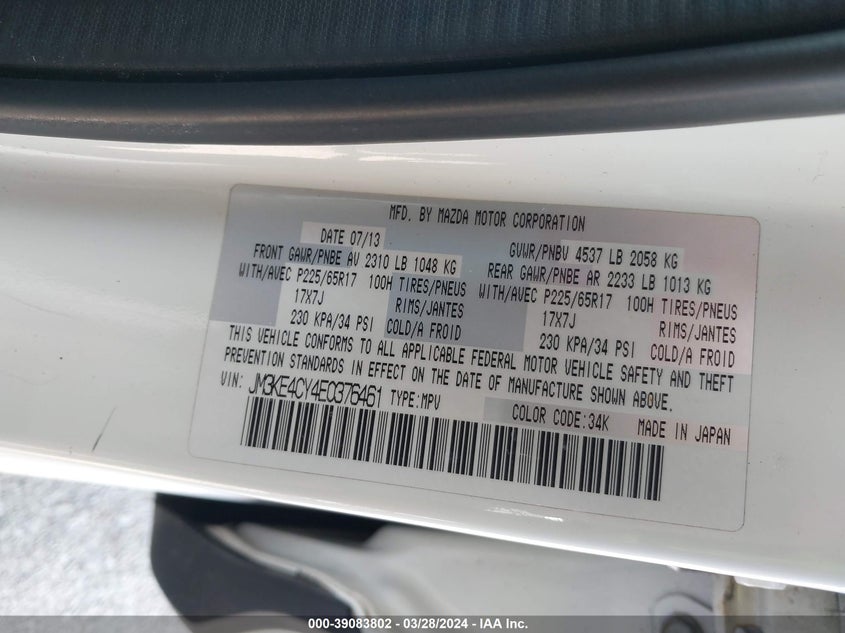 MFD. BY MAZDA MOTOR CORPORATION
DATE 07/13 GVWR/PNBV 4537 LB 2058 KG
FRONT GAWR/PNBE AV 2310 LB 1048 KG REAR GAWR/PNBE AR 2233 LB 1013 KG
WITH/AVEC P225/65R17 100H TIRES/PNEUS WITH/AVEC P225/65R17 100H TIRES/PNEUS
17X7J RIMS/JANTES 17X7J RIMS/JANTES
230 KPA/34 PSI COLD/A FROID 230 KPA/34 PSI COLD/A FROID
THIS VEHICLE CONFORMS TO ALL APPLICABLE FEDERAL MOTOR VEHICLE SAFETY AND THEFT
PREVENTION STANDARDS IN EFFECT ON THE DATE OF MANUFACTURE SHOWN ABOVE.
VIN: JM3KE4CY4E0376461 TYPE:MPV
COLOR CODE:34K MADE IN JAPAN
000-39083802 - 03/28/2024 - IAA Inc.